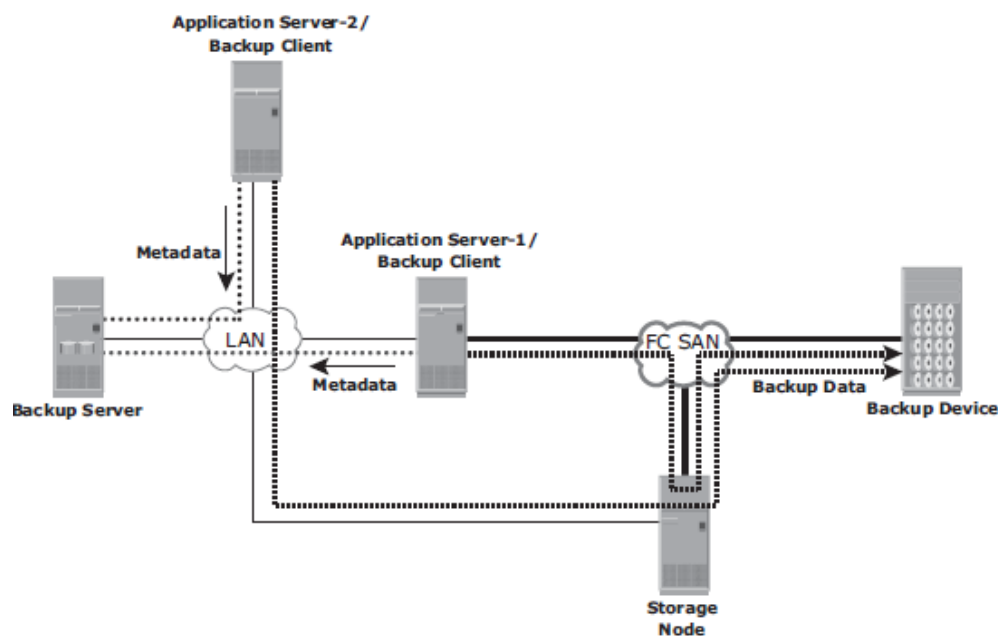 Application Server-2/
Backup Client
Metadata
Application Server-1/
Backup Client
LAN
FC SAN
Metadata
Backup Data
Backup Server
Backup Device
Storage
Node